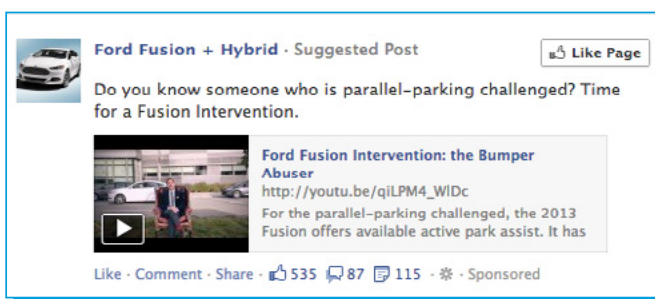 Ford Fusion + Hybrid · Suggested Post
Like Page
Do you know someone who is parallel-parking challenged? Time
for a Fusion Intervention.
Ford Fusion Intervention: the Bumper
Abuser
http://youtu.be/qiLPM4_WlDc
For the parallel-parking challenged, the 2013
Fusion offers available active park assist. It has
Like · Comment · Share · 535 87 115 · Sponsored